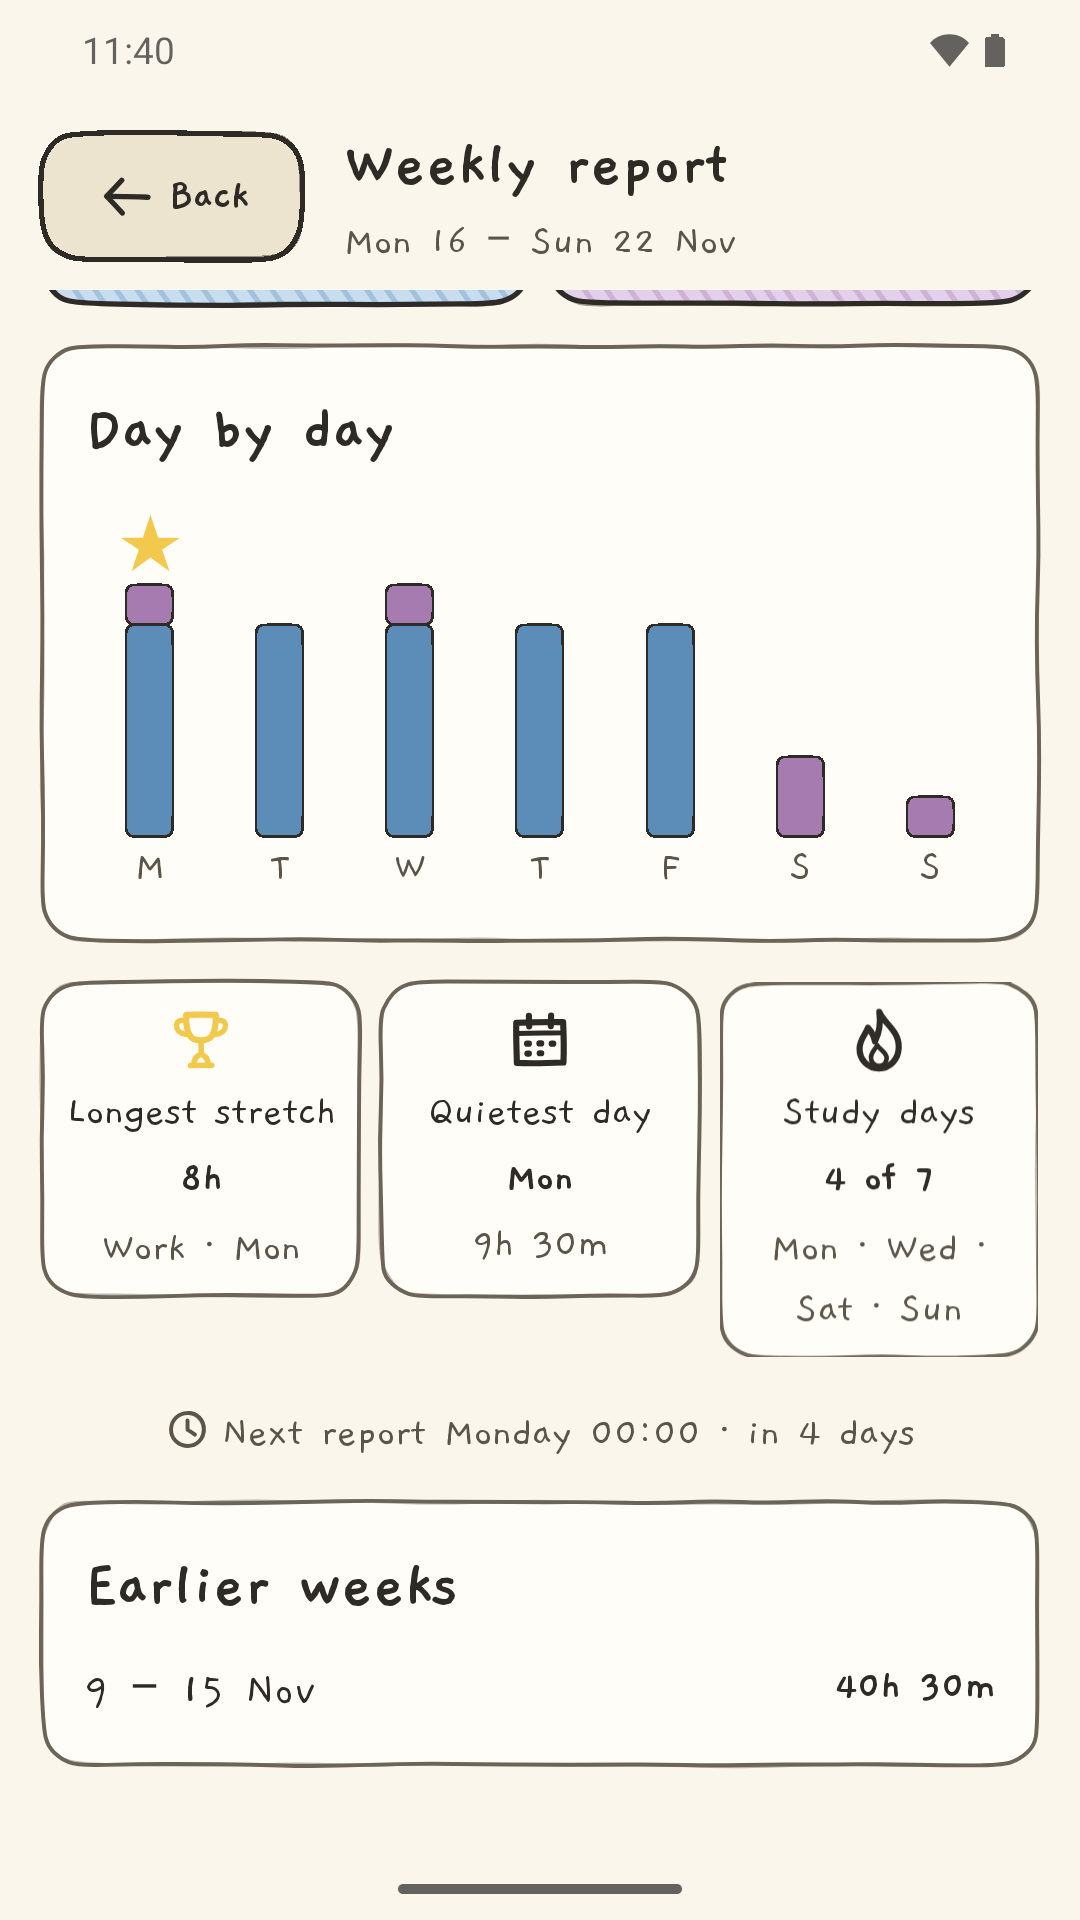 11:40
Back
Weekly report
Mon 16 – Sun 22 Nov
Day by day
M T W T F S S
Longest stretch
8h
Work · Mon
Quietest day
Mon
9h 30m
Study days
4 of 7
Mon · Wed ·
Sat · Sun
Next report Monday 00:00 · in 4 days
Earlier weeks
9 – 15 Nov 40h 30m